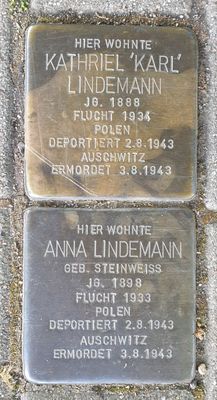 HIER WOHNTE
KATHRIEL 'KARL'
LINDEMANN
JG. 1888
FLUCHT 1934
POLEN
DEPORTIERT 2.8.1943
AUSCHWITZ
ERMORDET 3.8.1943
HIER WOHNTE
ANNA LINDEMANN
GEB. STEINWEISS
JG. 1898
FLUCHT 1933
POLEN
DEPORTIERT 2.8.1943
AUSCHWITZ
ERMORDET 3.8.1943